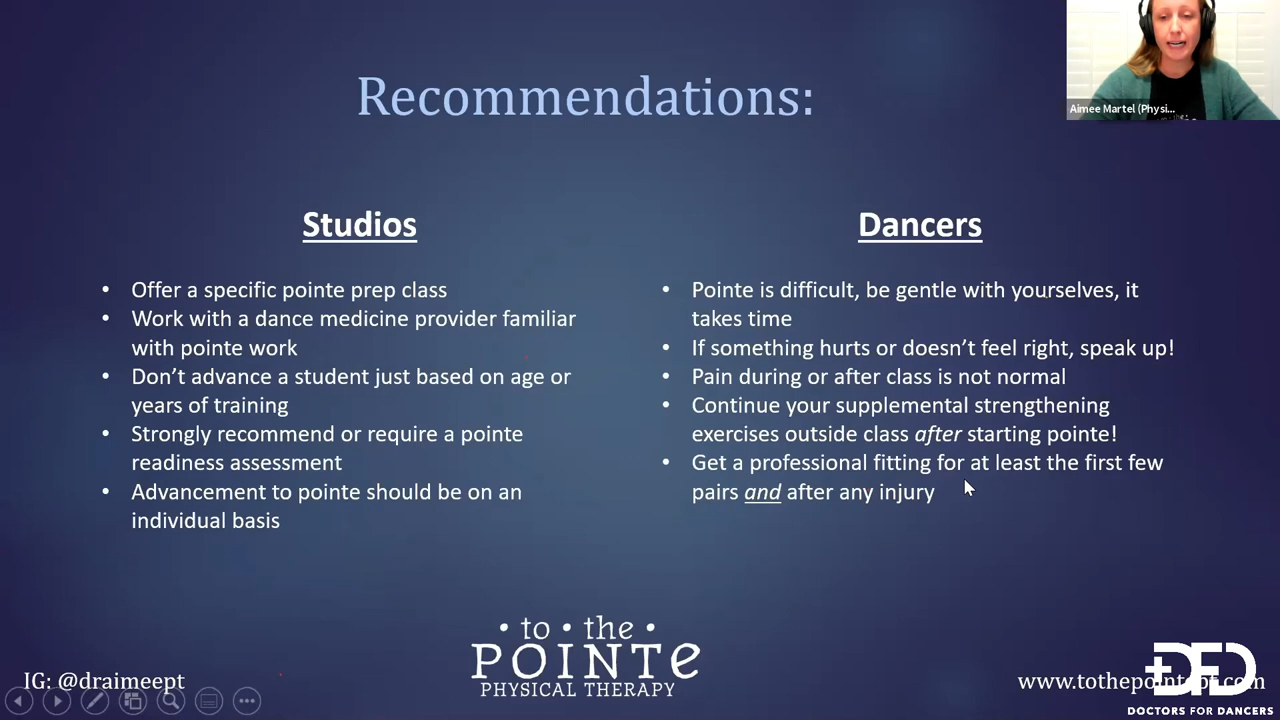 Recommendations:
Aimee Martel (Physi...
Studios
Offer a specific pointe prep class
Work with a dance medicine provider familiar
with pointe work
Don't advance a student just based on age or
years of training
Strongly recommend or require a pointe
readiness assessment
Advancement to pointe should be on an
individual basis
Dancers
Pointe is difficult, be gentle with yourselves, it
takes time
If something hurts or doesn't feel right, speak up!
Pain during or after class is not normal
Continue your supplemental strengthening
exercises outside class after starting pointe!
Get a professional fitting for at least the first few
pairs and after any injury
• to • the •
POINTe
PHYSICAL THERAPY
IG: @draimeept
DFD
DOCTORS FOR DANCERS